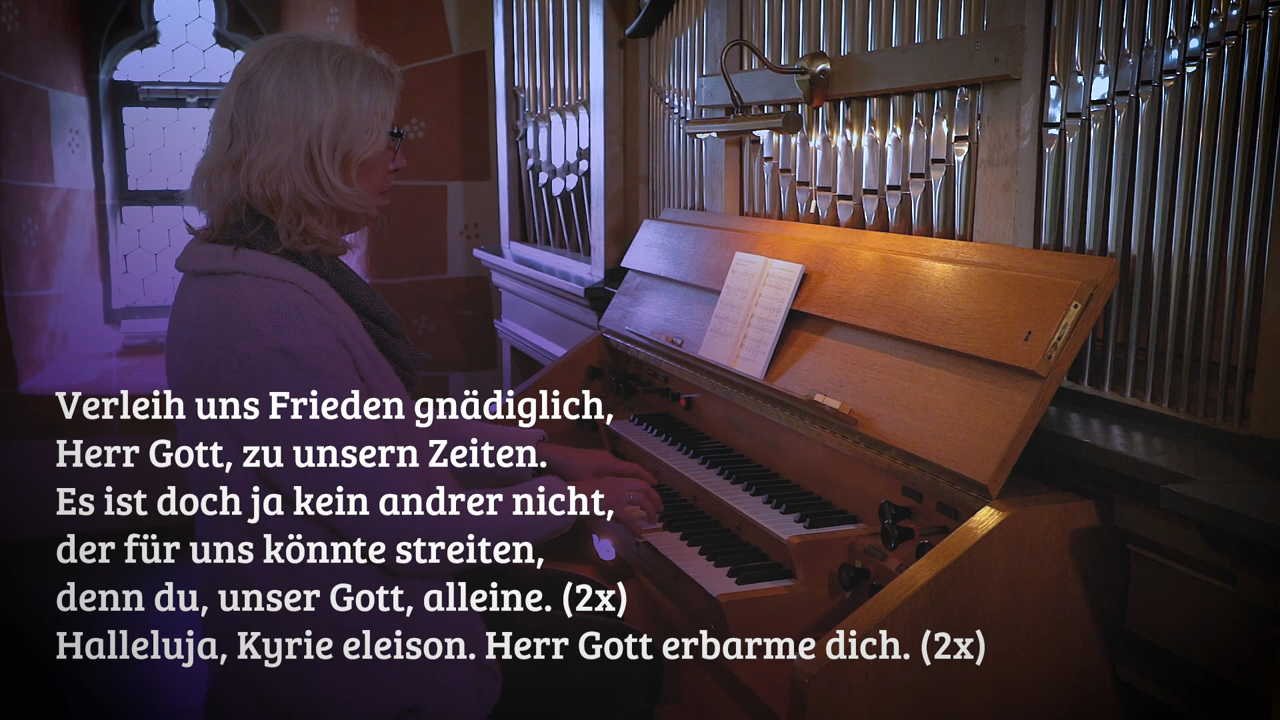 Verleih uns Frieden gnädiglich,
Herr Gott, zu unsern Zeiten.
Es ist doch ja kein andrer nicht,
der für uns könnte streiten,
denn du, unser Gott, alleine. (2x)
Halleluja, Kyrie eleison. Herr Gott erbarme dich. (2x)